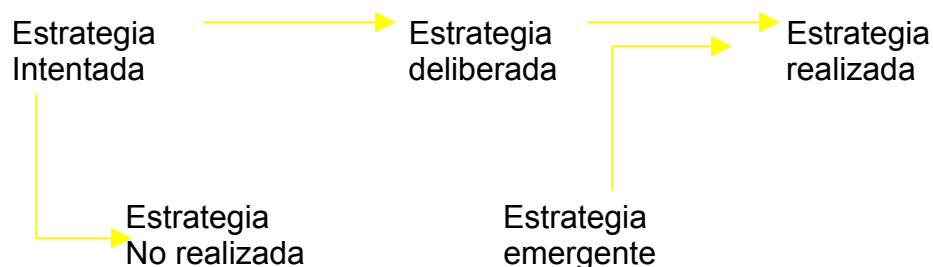 Estrategia
Intentada
Estrategia
deliberada
Estrategia
realizada
Estrategia
No realizada
Estrategia
emergente